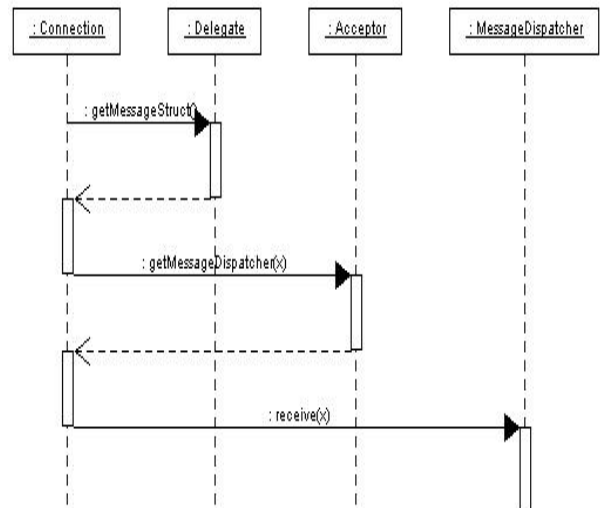 : Connection
: Delegate
: Acceptor
: MessageDispatcher
: getMessageStruct()
: getMessageDispatcher(x)
: receive(x)